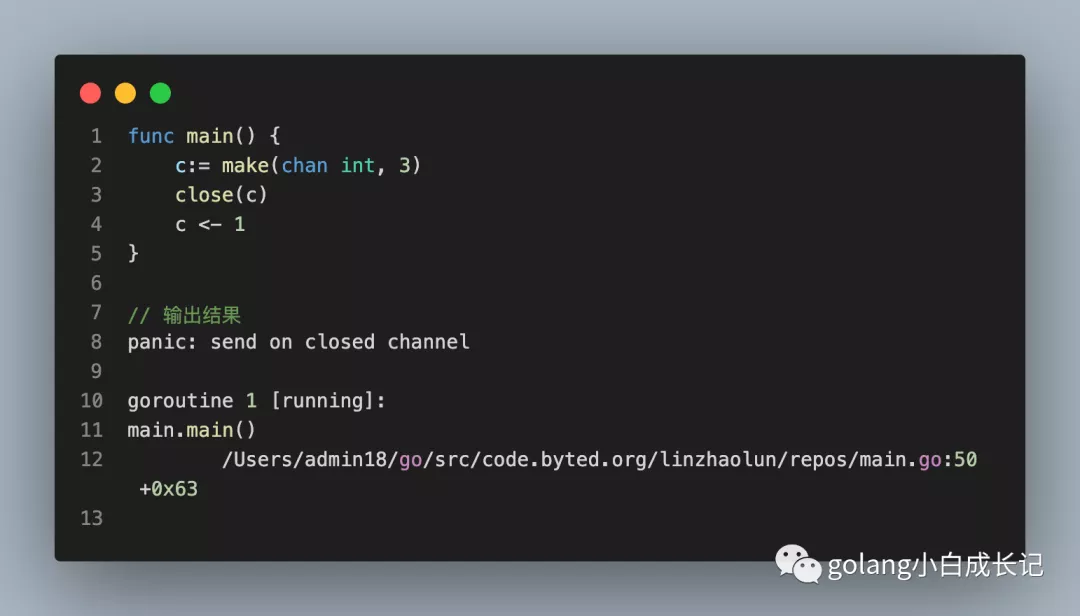 1 func main() {
2 c:= make(chan int, 3)
3 close(c)
4 c <- 1
5 }
6
7 // 输出结果
8 panic: send on closed channel
9
10 goroutine 1 [running]:
11 main.main()
12 /Users/admin18/go/src/code.byted.org/linzhaolun/repos/main.go:50
+0x63
13
golang小白成长记